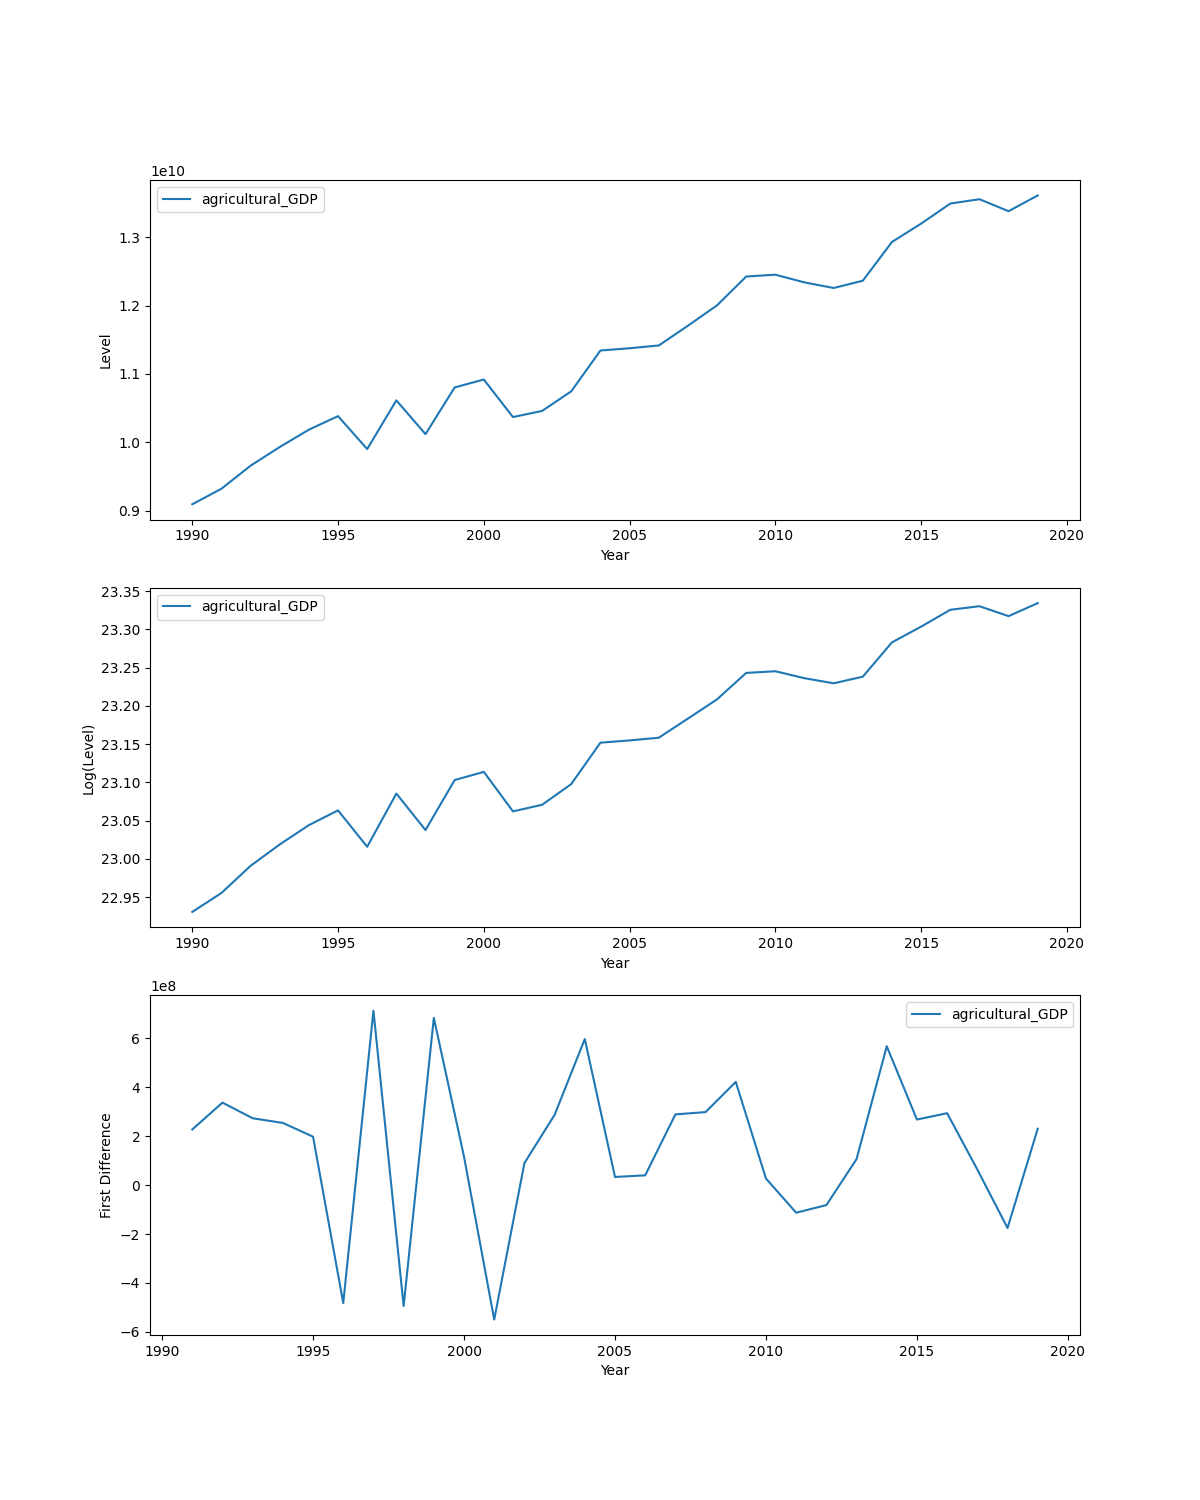 1e10
agricultural_GDP
1.3
1.2
1.1
1.0
0.9
Level
1990 1995 2000 2005 2010 2015 2020
Year
agricultural_GDP
23.35
23.30
23.25
23.20
23.15
23.10
23.05
23.00
22.95
Log(Level)
1990 1995 2000 2005 2010 2015 2020
Year
1e8
agricultural_GDP
6
4
2
0
−2
−4
−6
First Difference
1990 1995 2000 2005 2010 2015 2020
Year